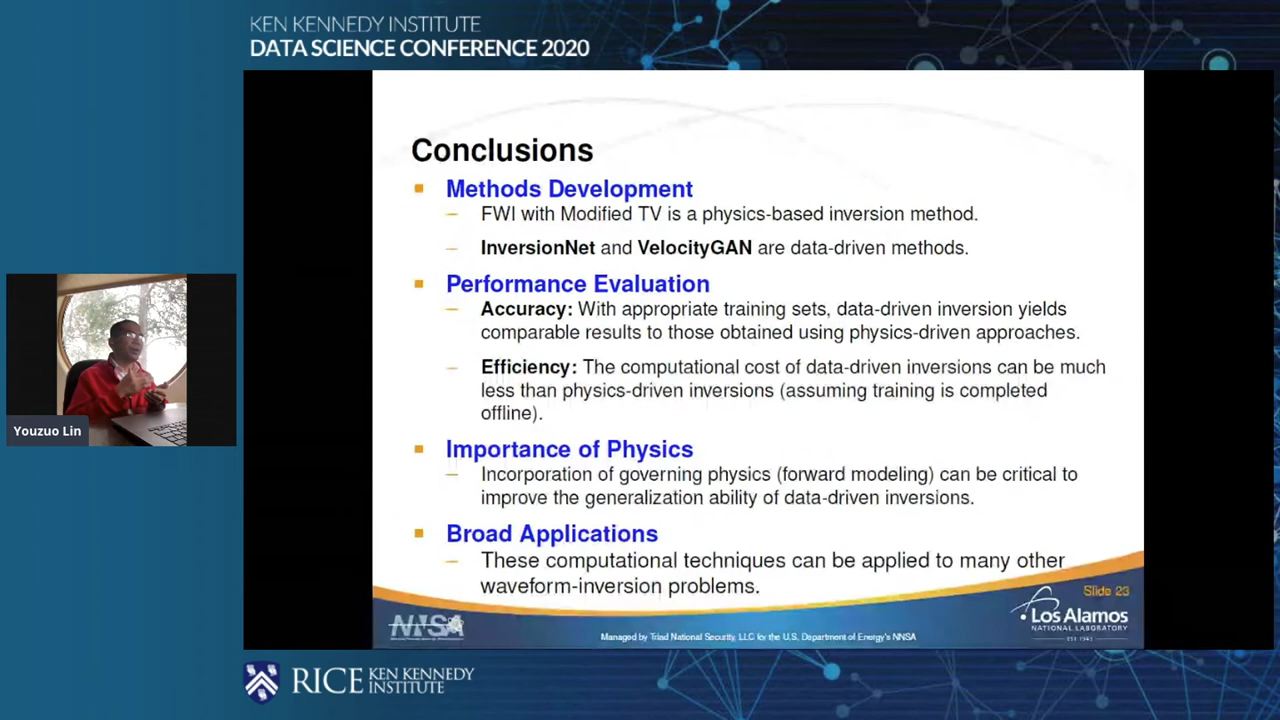 KEN KENNEDY INSTITUTE
DATA SCIENCE CONFERENCE 2020
Conclusions
Methods Development
– FWI with Modified TV is a physics-based inversion method.
– InversionNet and VelocityGAN are data-driven methods.
Performance Evaluation
– Accuracy: With appropriate training sets, data-driven inversion yields
comparable results to those obtained using physics-driven approaches.
– Efficiency: The computational cost of data-driven inversions can be much
less than physics-driven inversions (assuming training is completed
offline).
Importance of Physics
– Incorporation of governing physics (forward modeling) can be critical to
improve the generalization ability of data-driven inversions.
Broad Applications
– These computational techniques can be applied to many other
waveform-inversion problems.
Youzuo Lin
Slide 23
NNSA
Los Alamos
NATIONAL LABORATORY
EST. 1943
Managed by Triad National Security, LLC for the U.S. Department of Energy's NNSA
RICE KEN KENNEDY
INSTITUTE